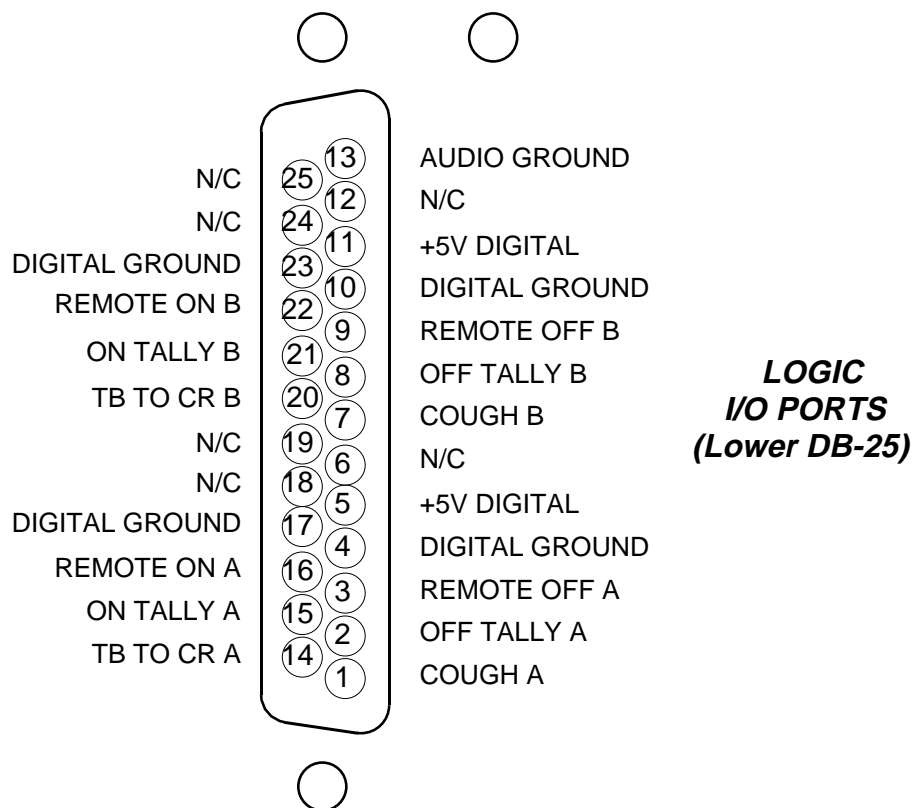 13 AUDIO GROUND
N/C 25
12 N/C
N/C 24
11 +5V DIGITAL
DIGITAL GROUND 23
10 DIGITAL GROUND
REMOTE ON B 22
9 REMOTE OFF B
ON TALLY B 21
8 OFF TALLY B
TB TO CR B 20
7 COUGH B
N/C 19
6 N/C
N/C 18
5 +5V DIGITAL
DIGITAL GROUND 17
4 DIGITAL GROUND
REMOTE ON A 16
3 REMOTE OFF A
ON TALLY A 15
2 OFF TALLY A
TB TO CR A 14
1 COUGH A
LOGIC
I/O PORTS
(Lower DB-25)